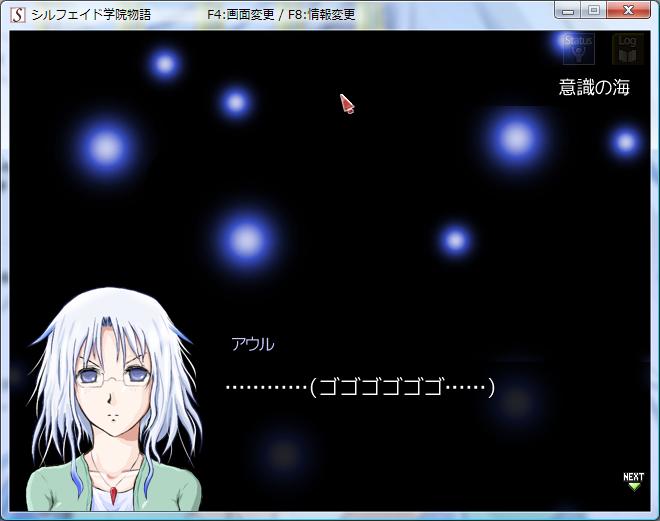 S シルフェイド学院物語 F4:画面変更 / F8:情報変更
Status Log
意識の海
アウル
…………(ゴゴゴゴゴゴ……)
NEXT